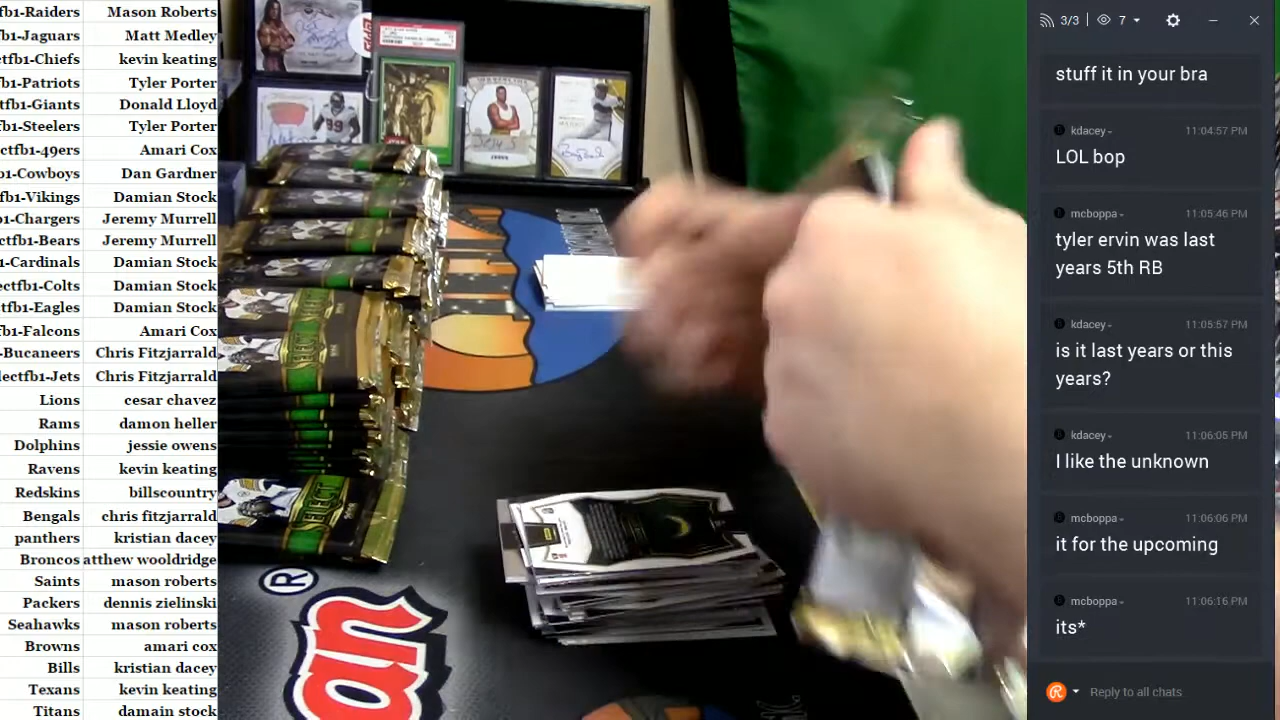 fb1-Raiders Mason Roberts
fb1-Jaguars Matt Medley
ctfb1-Chiefs kevin keating
fb1-Patriots Tyler Porter
ctfb1-Giants Donald Lloyd
fb1-Steelers Tyler Porter
ectfb1-49ers Amari Cox
fb1-Cowboys Dan Gardner
tfb1-Vikings Damian Stock
1-Chargers Jeremy Murrell
ectfb1-Bears Jeremy Murrell
1-Cardinals Damian Stock
ectfb1-Colts Damian Stock
ctfb1-Eagles Damian Stock
tfb1-Falcons Amari Cox
-Bucaneers Chris Fitzjarrald
lectfb1-Jets Chris Fitzjarrald
Lions cesar chavez
Rams damon heller
Dolphins jessie owens
Ravens kevin keating
Redskins billscountry
Bengals chris fitzjarrald
panthers kristian dacey
Broncos atthew wooldridge
Saints mason roberts
Packers dennis zielinski
Seahawks mason roberts
Browns amari cox
Bills kristian dacey
Texans kevin keating
Titans damain stock
®
an
3/3 7
stuff it in your bra
kdacey 11:04:57 PM
LOL bop
mcboppa 11:05:46 PM
tyler ervin was last
years 5th RB
kdacey 11:05:57 PM
is it last years or this
years?
kdacey 11:06:05 PM
I like the unknown
mcboppa 11:06:06 PM
it for the upcoming
mcboppa 11:06:16 PM
its*
Reply to all chats